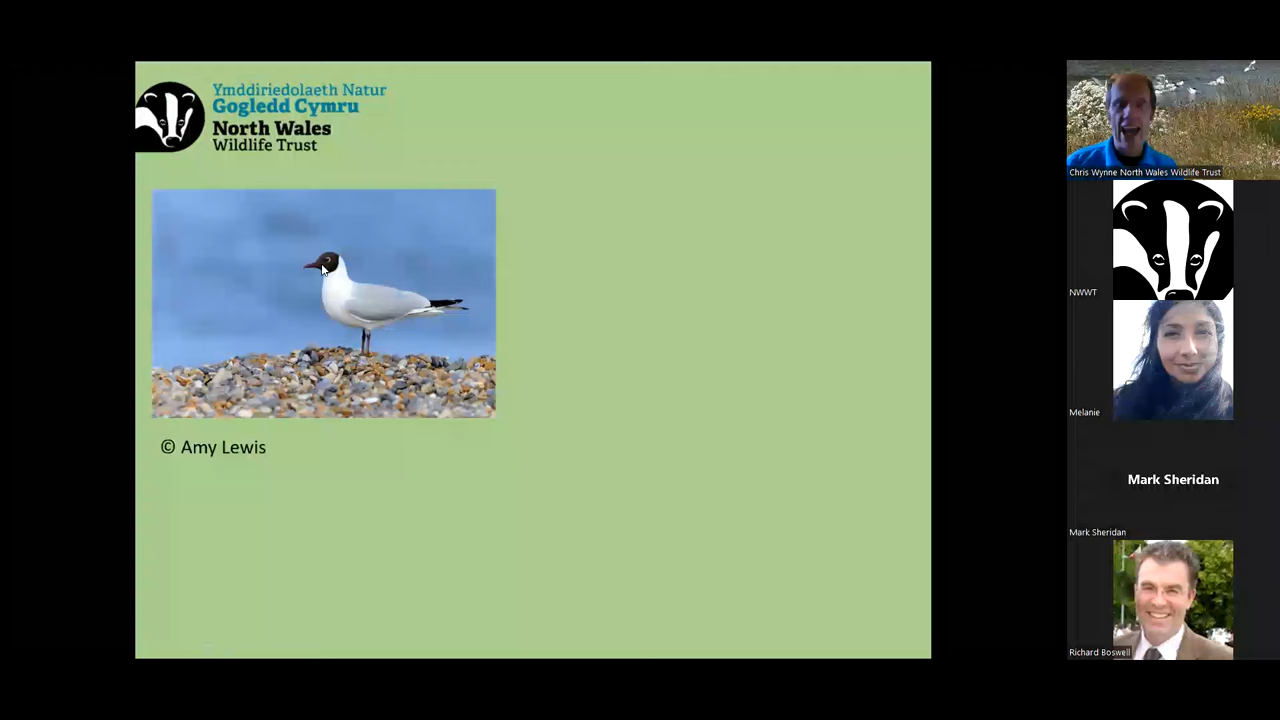 Ymddiriedolaeth Natur
Gogledd Cymru
North Wales
Wildlife Trust
© Amy Lewis
Chris Wynne North Wales Wildlife Trust
NWWT
Melanie
Mark Sheridan
Mark Sheridan
Richard Boswell